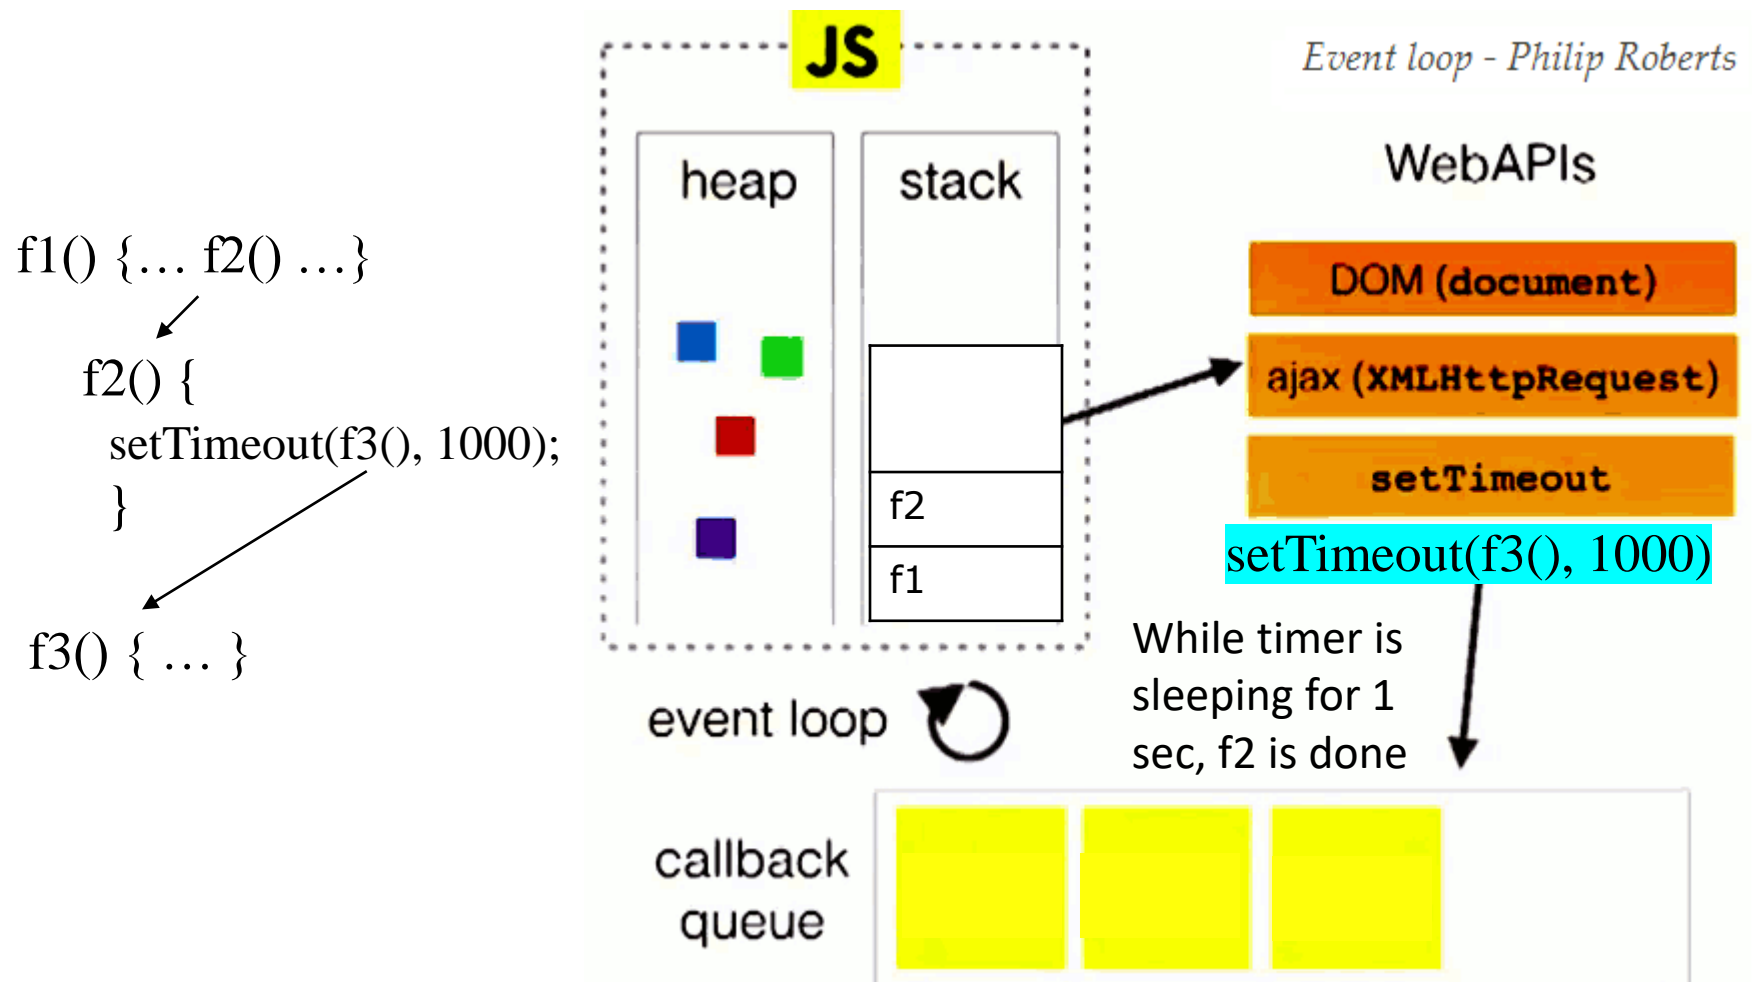 JS
Event loop - Philip Roberts
heap
stack
WebAPIs
f1() {… f2() …}
f2() {
setTimeout(f3(), 1000);
}
f3() { … }
DOM (document)
ajax (XMLHttpRequest)
setTimeout
setTimeout(f3(), 1000)
f2
f1
While timer is
sleeping for 1
sec, f2 is done
event loop
callback
queue